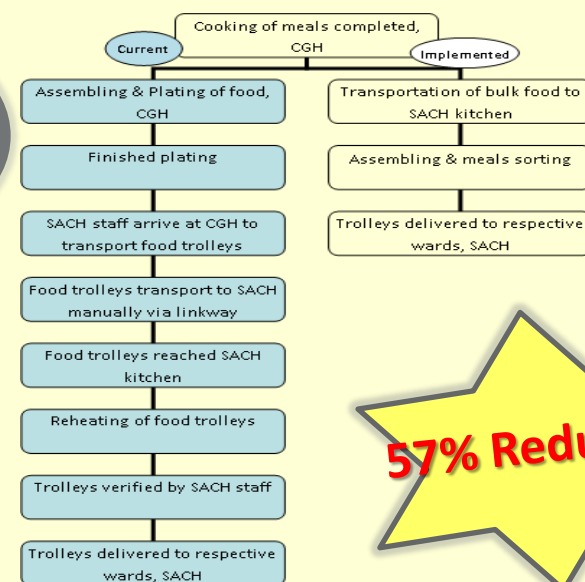 Cooking of meals completed,
CGH
Current
Implemented
Assembling & Plating of food,
CGH
Finished plating
SACH staff arrive at CGH to
transport food trolleys
Food trolleys transport to SACH
manually via linkway
Food trolleys reached SACH
kitchen
Reheating of food trolleys
Trolleys verified by SACH staff
Trolleys delivered to respective
wards, SACH
Transportation of bulk food to
SACH kitchen
Assembling & meals sorting
Trolleys delivered to respective
wards, SACH
57%